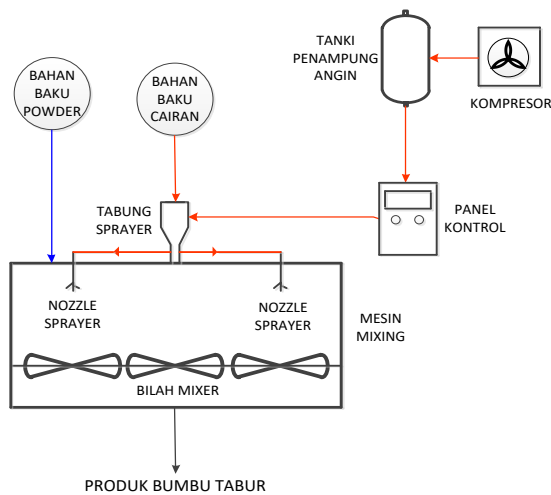 TANKI
PENAMPUNG
ANGIN
KOMPRESOR
BAHAN
BAKU
POWDER
BAHAN
BAKU
CAIRAN
TABUNG
SPRAYER
PANEL
KONTROL
NOZZLE
SPRAYER
NOZZLE
SPRAYER
MESIN
MIXING
BILAH MIXER
PRODUK BUMBU TABUR